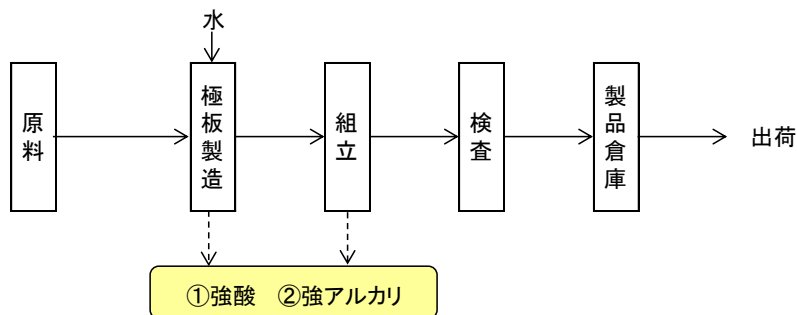 水
原料
極板製造
組立
検査
製品倉庫
出荷
①強酸　②強アルカリ